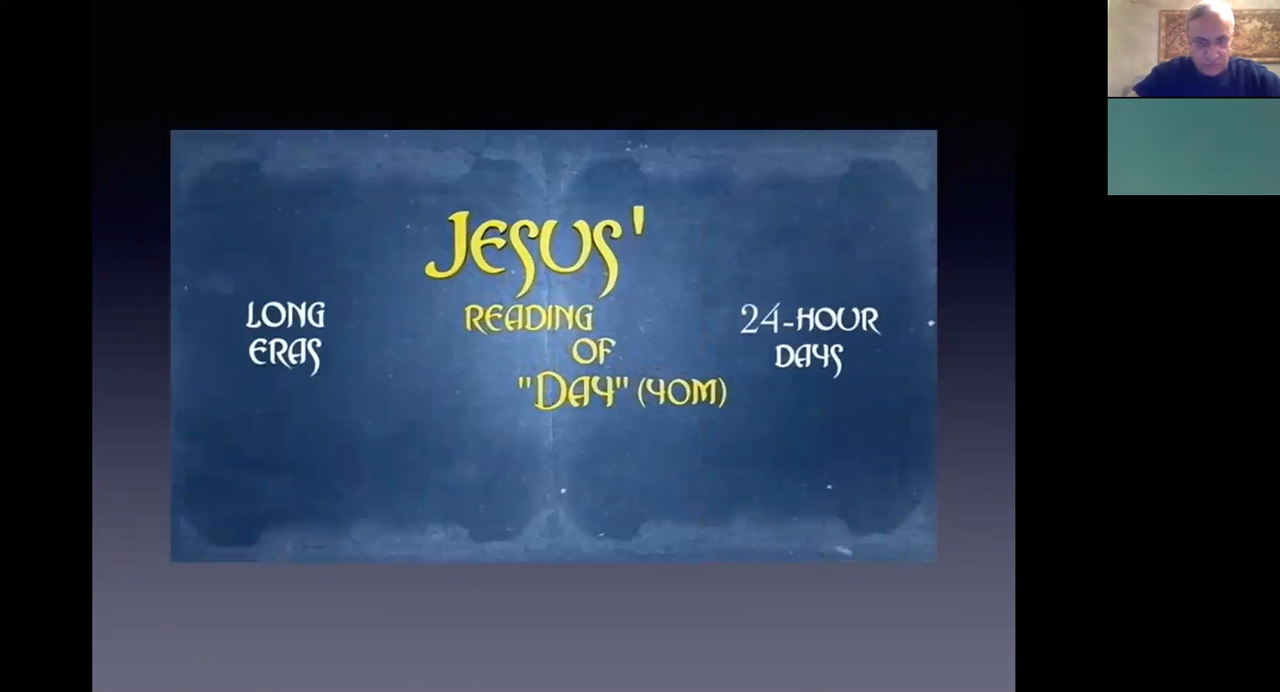 JESUS'
READING
OF
"DAY" (YOM)
LONG
ERAS
24-HOUR
DAYS